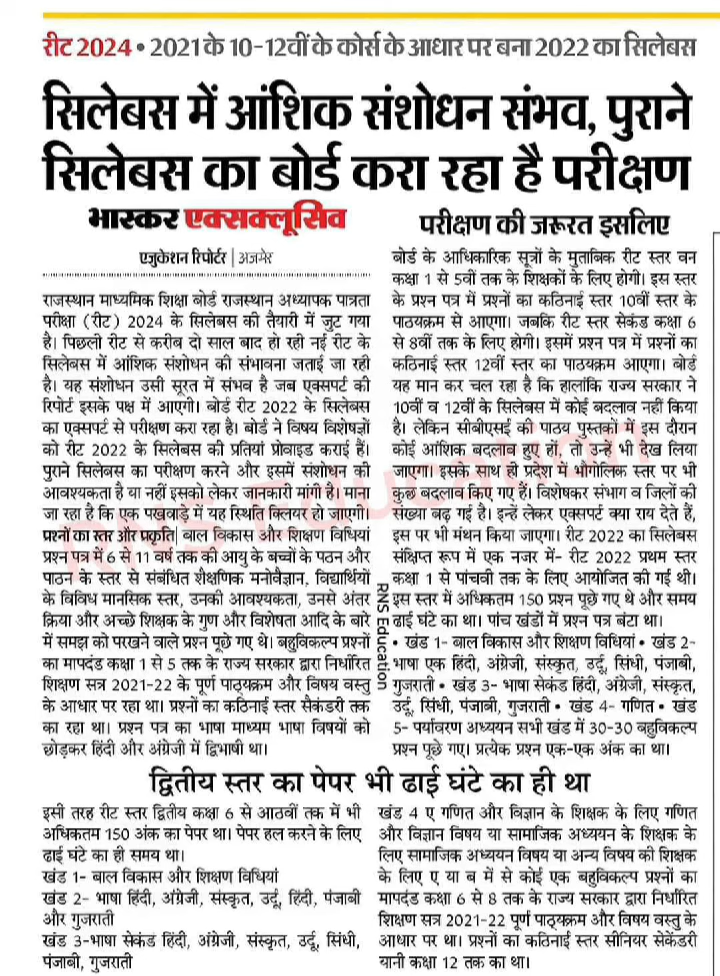 रीट 2024 • 2021 के 10-12वीं के कोर्स के आधार पर बना 2022 का सिलेबस
सिलेबस में आंशिक संशोधन संभव, पुराने
सिलेबस का बोर्ड करा रहा है परीक्षण
भास्कर एक्सक्लूसिव
एजुकेशन रिपोर्टर | अजमेर
राजस्थान माध्यमिक शिक्षा बोर्ड राजस्थान अध्यापक पात्रता
परीक्षा (रीट) 2024 के सिलेबस की तैयारी में जुट गया
है। पिछली रीट से करीब दो साल बाद हो रही नई रीट के
सिलेबस में आंशिक संशोधन की संभावना जताई जा रही
है। यह संशोधन उसी सूरत में संभव है जब एक्सपर्ट की
रिपोर्ट इसके पक्ष में आएगी। बोर्ड रीट 2022 के सिलेबस
का एक्सपर्ट से परीक्षण करा रहा है। बोर्ड ने विषय विशेषज्ञों
को रीट 2022 के सिलेबस की प्रतियां प्रोवाइड कराई हैं।
पुराने सिलेबस का परीक्षण करने और इसमें संशोधन की
आवश्यकता है या नहीं इसको लेकर जानकारी मांगी है। माना
जा रहा है कि एक पखवाड़े में यह स्थिति क्लियर हो जाएगी।
प्रश्नों का स्तर और प्रकृति| बाल विकास और शिक्षण विधियां
प्रश्न पत्र में 6 से 11 वर्ष तक की आयु के बच्चों के पठन और
पाठन के स्तर से संबंधित शैक्षणिक मनोवैज्ञान, विद्यार्थियों
के विविध मानसिक स्तर, उनकी आवश्यकता, उनसे अंतर
क्रिया और अच्छे शिक्षक के गुण और विशेषता आदि के बारे
में समझ को परखने वाले प्रश्न पूछे गए थे। बहुविकल्प प्रश्नों
का मापदंड कक्षा 1 से 5 तक के राज्य सरकार द्वारा निर्धारित
शिक्षण सत्र 2021-22 के पूर्ण पाठ्यक्रम और विषय वस्तु
के आधार पर रहा था। प्रश्नों का कठिनाई स्तर सैकंडरी तक
का रहा था। प्रश्न पत्र का भाषा माध्यम भाषा विषयों को
छोड़कर हिंदी और अंग्रेजी में द्विभाषी था।
परीक्षण की जरूरत इसलिए
बोर्ड के आधिकारिक सूत्रों के मुताबिक रीट स्तर वन
कक्षा 1 से 5वीं तक के शिक्षकों के लिए होगी। इस स्तर
के प्रश्न पत्र में प्रश्नों का कठिनाई स्तर 10वीं स्तर के
पाठयक्रम से आएगा। जबकि रीट स्तर सेकंड कक्षा 6
से 8वीं तक के लिए होगी। इसमें प्रश्न पत्र में प्रश्नों का
कठिनाई स्तर 12वीं स्तर का पाठयक्रम आएगा। बोर्ड
यह मान कर चल रहा है कि हालांकि राज्य सरकार ने
10वीं व 12वीं के सिलेबस में कोई बदलाव नहीं किया
है। लेकिन सीबीएसई की पाठय पुस्तकों में इस दौरान
कोई आंशिक बदलाव हुए हों, तो उन्हें भी देख लिया
जाएगा। इसके साथ ही प्रदेश में भौगोलिक स्तर पर भी
कुछ बदलाव किए गए हैं। विशेषकर संभाग व जिलों की
संख्या बढ़ गई है। इन्हें लेकर एक्सपर्ट क्या राय देते हैं,
इस पर भी मंथन किया जाएगा। रीट 2022 का सिलेबस
संक्षिप्त रूप में एक नजर में- रीट 2022 प्रथम स्तर
कक्षा 1 से पांचवी तक के लिए आयोजित की गई थी।
इस स्तर में अधिकतम 150 प्रश्न पूछे गए थे और समय
ढाई घंटे का था। पांच खंडों में प्रश्न पत्र बंटा था।
• खंड 1- बाल विकास और शिक्षण विधियां • खंड 2-
भाषा एक हिंदी, अंग्रेजी, संस्कृत, उर्दू, सिंधी, पंजाबी,
गुजराती • खंड 3- भाषा सेकंड हिंदी, अंग्रेजी, संस्कृत,
उर्दू, सिंधी, पंजाबी, गुजराती • खंड 4- गणित • खंड
5- पर्यावरण अध्ययन सभी खंड में 30-30 बहुविकल्प
प्रश्न पूछे गए। प्रत्येक प्रश्न एक-एक अंक का था।
RNS Education
RNS Education
द्वितीय स्तर का पेपर भी ढाई घंटे का ही था
इसी तरह रीट स्तर द्वितीय कक्षा 6 से आठवीं तक में भी
अधिकतम 150 अंक का पेपर था। पेपर हल करने के लिए
ढाई घंटे का ही समय था।
खंड 1- बाल विकास और शिक्षण विधियां
खंड 2- भाषा हिंदी, अंग्रेजी, संस्कृत, उर्दू, हिंदी, पंजाबी
और गुजराती
खंड 3-भाषा सेकंड हिंदी, अंग्रेजी, संस्कृत, उर्दू, सिंधी,
पंजाबी, गुजराती
खंड 4 ए गणित और विज्ञान के शिक्षक के लिए गणित
और विज्ञान विषय या सामाजिक अध्ययन के शिक्षक के
लिए सामाजिक अध्ययन विषय या अन्य विषय के शिक्षक
के लिए ए या ब में से कोई एक बहुविकल्प प्रश्नों का
मापदंड कक्षा 6 से 8 तक के राज्य सरकार द्वारा निर्धारित
शिक्षण सत्र 2021-22 पूर्ण पाठ्यक्रम और विषय वस्तु के
आधार पर था। प्रश्नों का कठिनाई स्तर सीनियर सेकेंडरी
यानी कक्षा 12 तक का था।